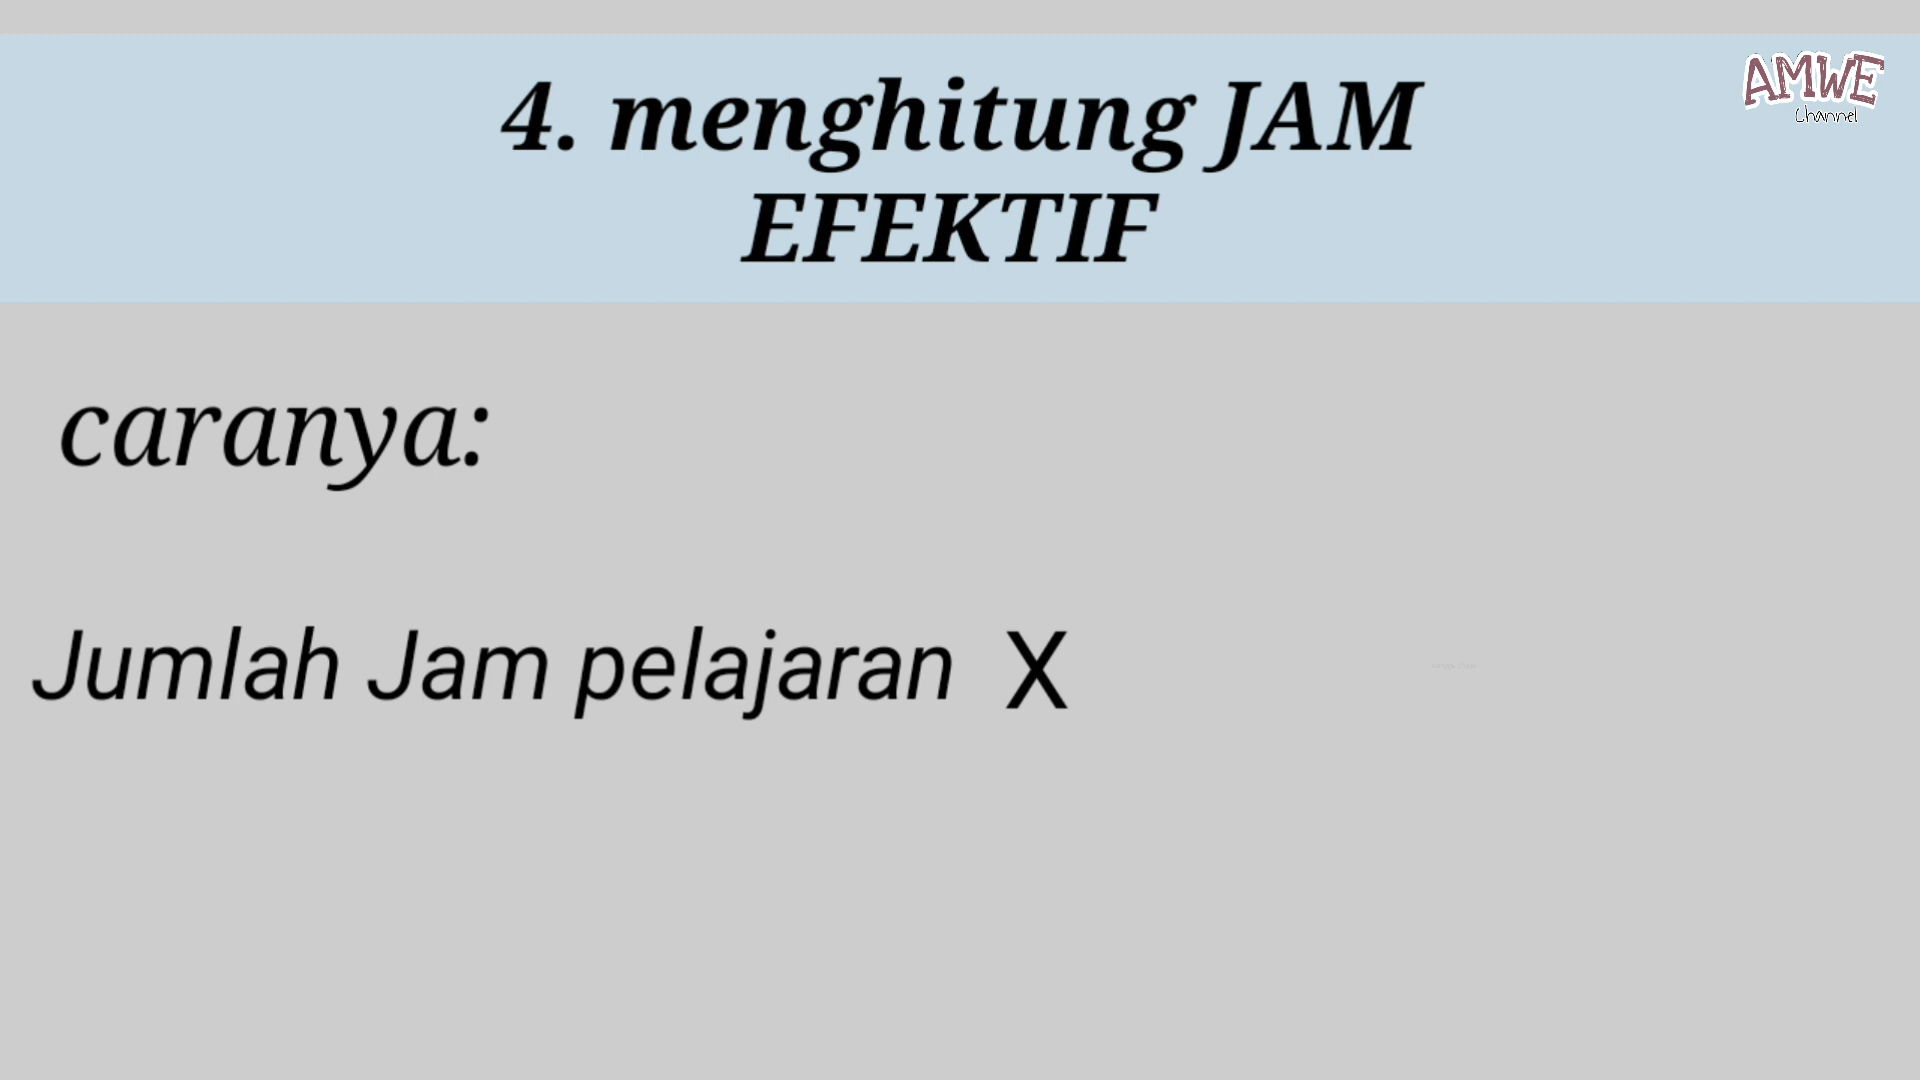 AMWE
Channel
4. menghitung JAM
EFEKTIF
caranya:
Jumlah Jam pelajaran X